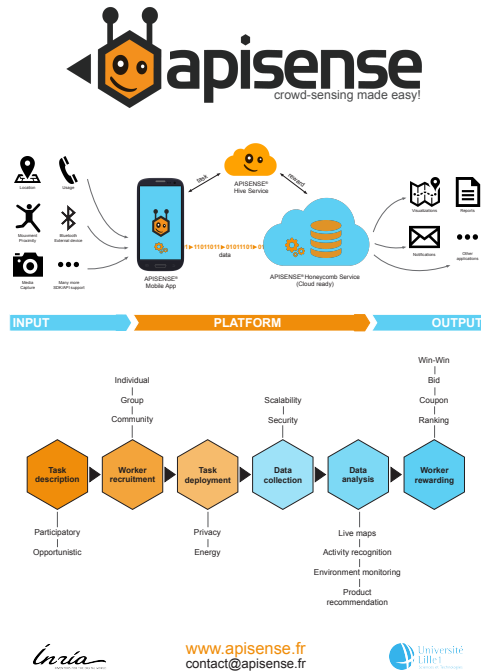 apisense
crowd-sensing made easy!
Location
Usage
Movement
Proximity
Bluetooth
External device
Media
Capture
Many more
SDK/API support
task
reward
APISENSE®
Hive Service
data
APISENSE®
Mobile App
APISENSE® Honeycomb Service
(Cloud ready)
Visualisations
Reports
Notifications
Other
applications
INPUT
PLATFORM
OUTPUT
Individual
Group
Community
Scalability
Security
Win-Win
Bid
Coupon
Ranking
Task
description
Worker
recruitment
Task
deployment
Data
collection
Data
analysis
Worker
rewarding
Participatory
Opportunistic
Privacy
Energy
Live maps
Activity recognition
Environment monitoring
Product
recommendation
Inria
www.apisense.fr
contact@apisense.fr
Université
Lille1